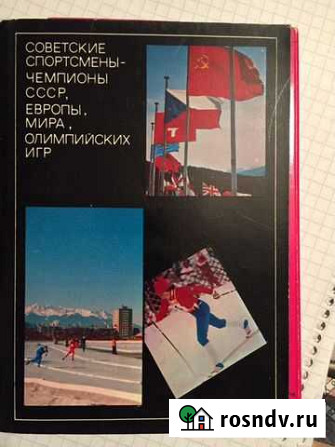 СОВЕТСКИЕ
СПОРТСМЕНЫ-
ЧЕМПИОНЫ
СССР,
ЕВРОПЫ,
МИРА,
ОЛИМПИЙСКИХ
ИГР
rosndv.ru